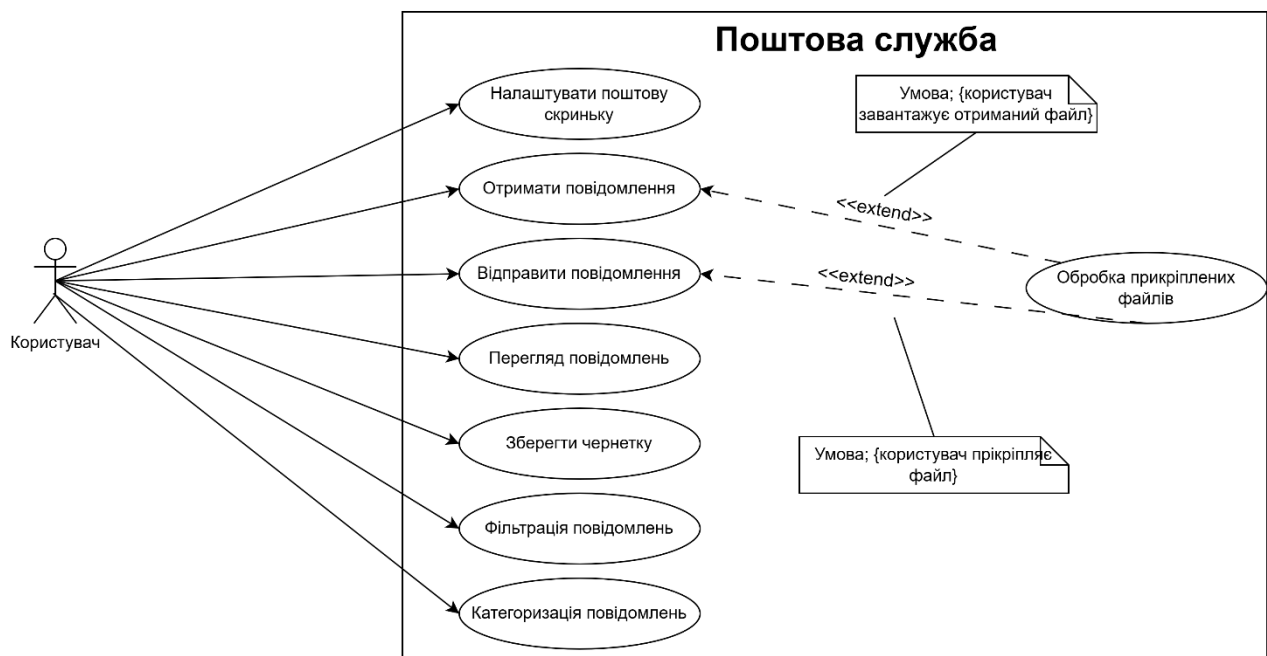 Поштова служба
Налаштувати поштову
скриньку
Умова; {користувач
завантажує отриманий файл}
Отримати повідомлення
<<extend>>
Відправити повідомлення
<<extend>>
Обробка прикріплених
файлів
Користувач
Перегляд повідомлень
Зберегти чернетку
Умова; {користувач прікріпляє
файл}
Фільтрація повідомлень
Категоризація повідомлень